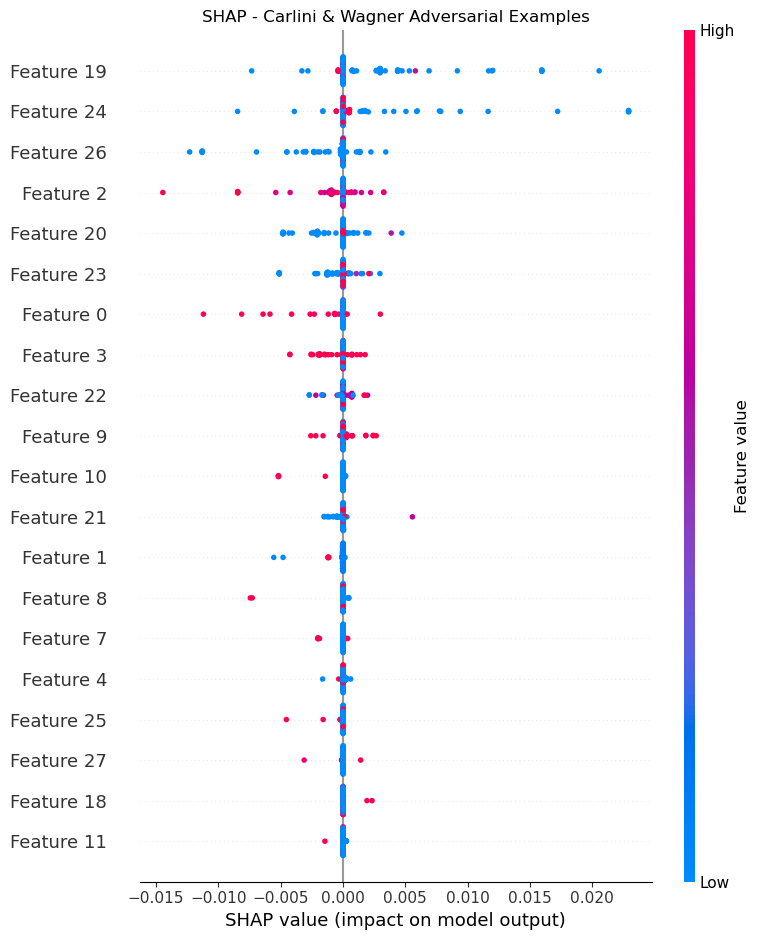 SHAP - Carlini & Wagner Adversarial Examples
High
Feature 19
Feature 24
Feature 26
Feature 2
Feature 20
Feature 23
Feature 0
Feature 3
Feature 22
Feature 9
Feature 10
Feature 21
Feature 1
Feature 8
Feature 7
Feature 4
Feature 25
Feature 27
Feature 18
Feature 11
Feature value
Low
−0.015 −0.010 −0.005 0.000 0.005 0.010 0.015 0.020
SHAP value (impact on model output)